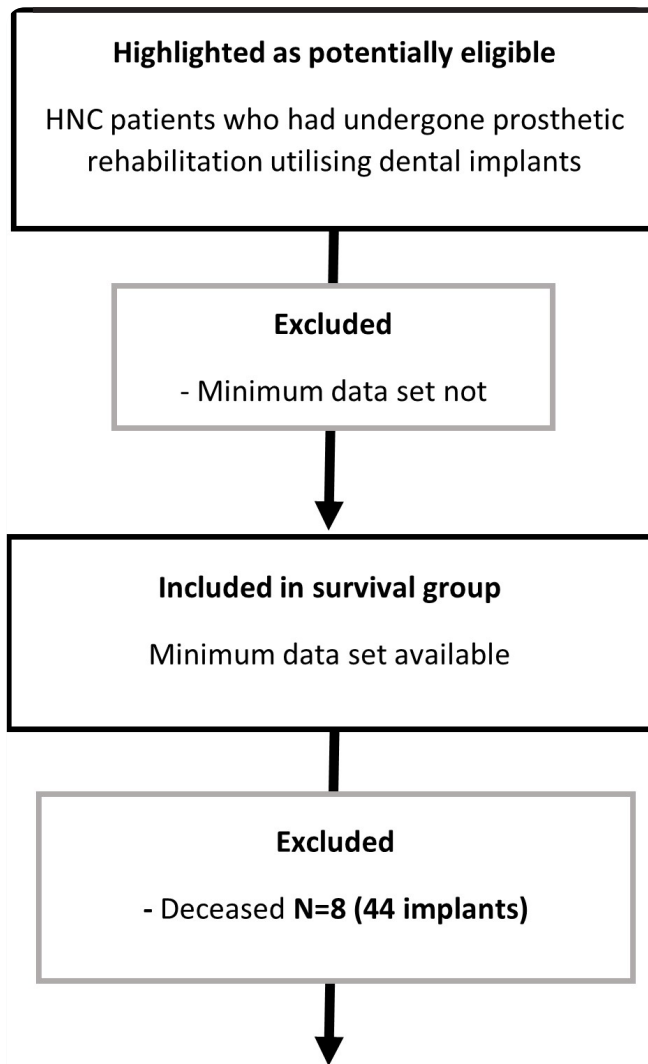 Highlighted as potentially eligible
HNC patients who had undergone prosthetic
rehabilitation utilising dental implants
Excluded
- Minimum data set not
Included in survival group
Minimum data set available
Excluded
- Deceased N=8 (44 implants)